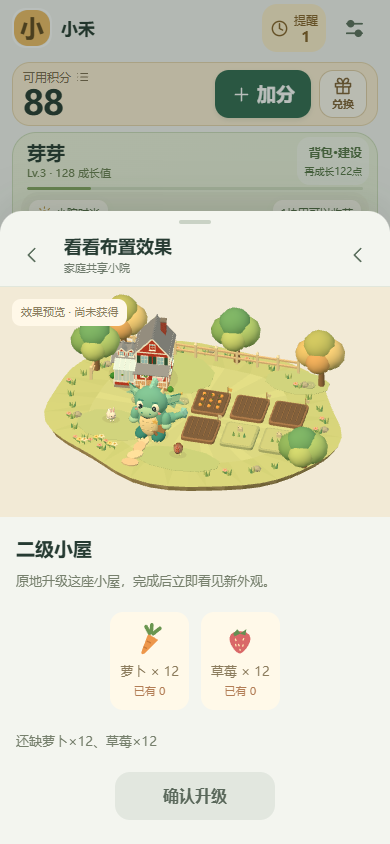 小
小禾
提醒
1
可用积分
88
加分
兑换
芽芽
Lv.3 · 128 成长值
背包•建设
再成长122点
看看布置效果
家庭共享小院
效果预览 · 尚未获得
二级小屋
原地升级这座小屋，完成后立即看见新外观。
萝卜 × 12
已有 0
草莓 × 12
已有 0
还缺萝卜×12、草莓×12
确认升级